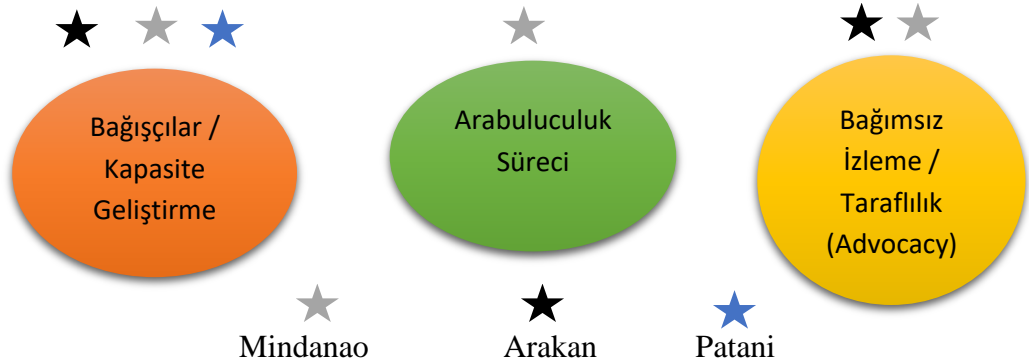 Bağışçılar /
Kapasite
Geliştirme
Arabuluculuk
Süreci
Bağımsız
İzleme /
Taraflılık
(Advocacy)
Mindanao
Arakan
Patani